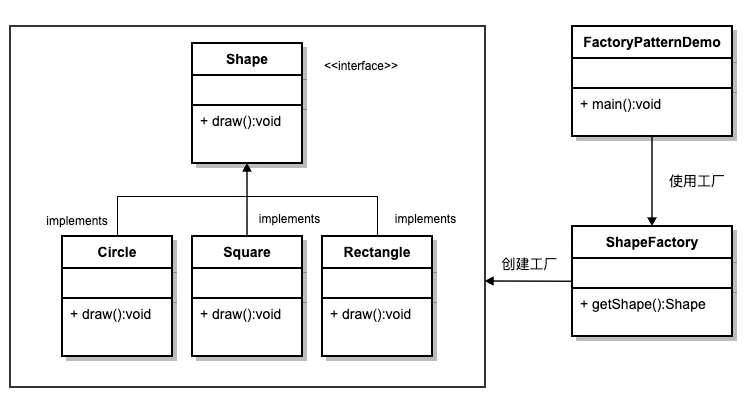 Shape
<<interface>>
+ draw():void
implements
implements
implements
Circle
+ draw():void
Square
+ draw():void
Rectangle
+ draw():void
FactoryPatternDemo
+ main():void
使用工厂
ShapeFactory
+ getShape():Shape
创建工厂